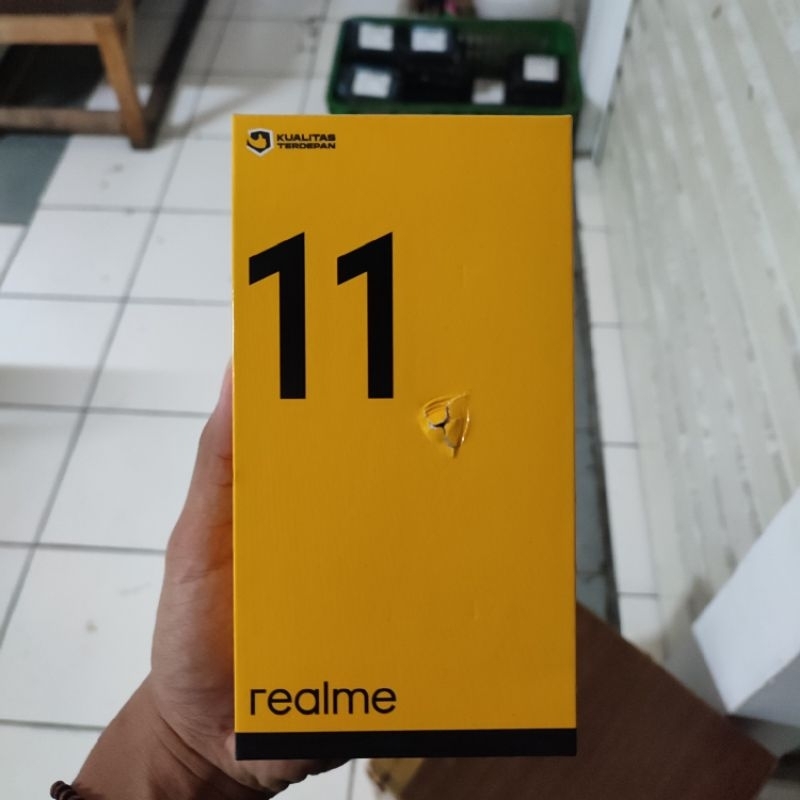 KUALITAS
TERDEPAN
11
realme